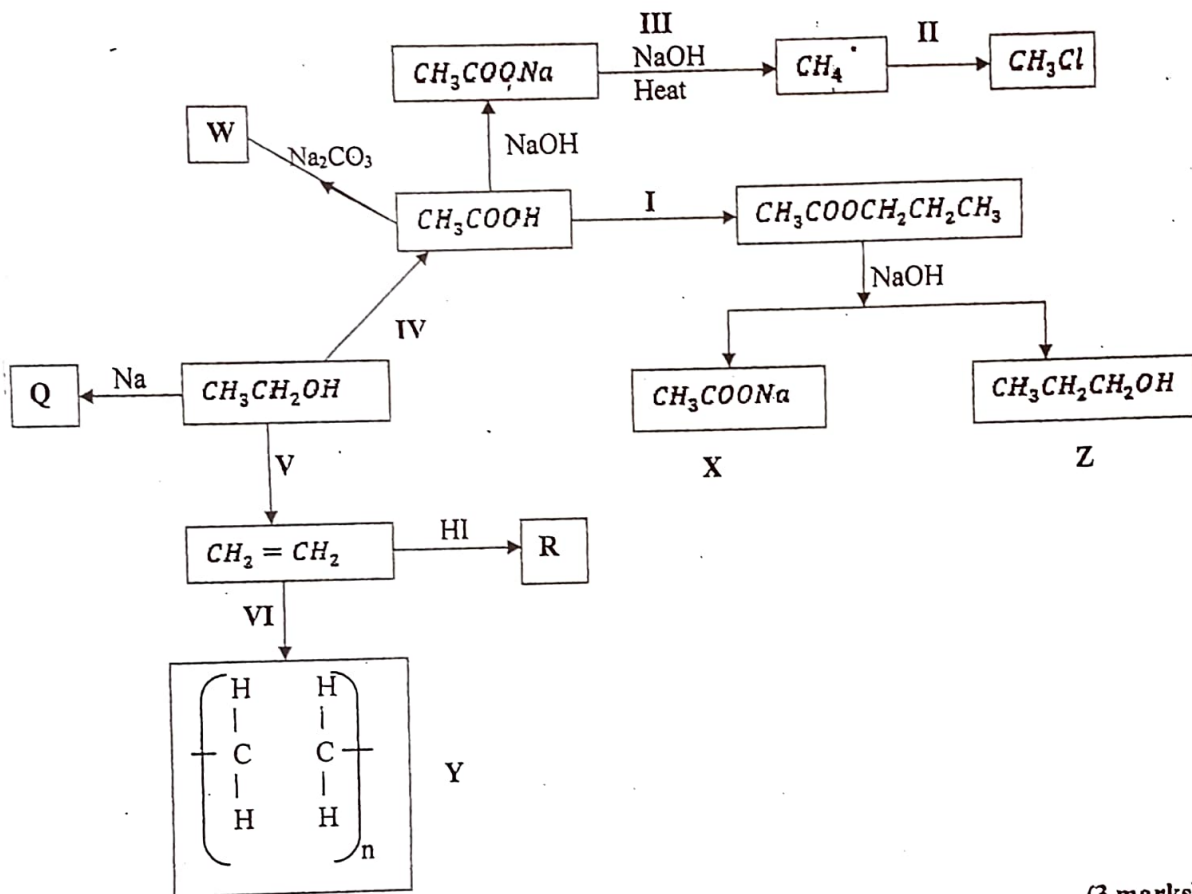 III
II
CH₃COONa
NaOH
Heat
CH₄
CH₃Cl
W
Na₂CO₃
NaOH
CH₃COOH
I
CH₃COOCH₂CH₂CH₃
NaOH
IV
Q
Na
CH₃CH₂OH
CH₃COONa
CH₃CH₂CH₂OH
X
Z
V
CH₂ = CH₂
HI
R
VI
H H
C C
H H
n
Y
(3 marks)